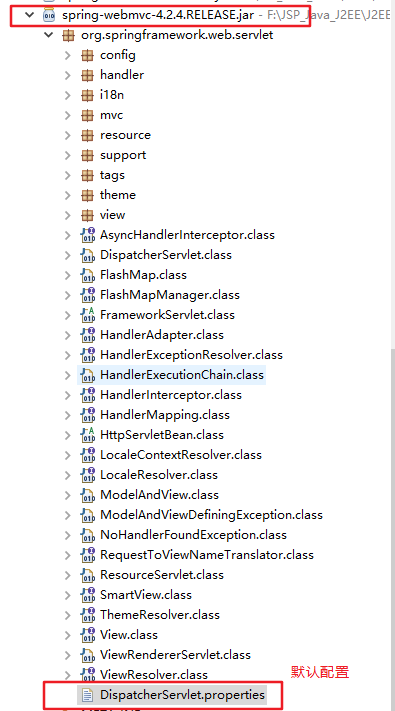 spring-webmvc-4.2.4.RELEASE.jar - F:\JSP_Java_J2EE\J2EE
org.springframework.web.servlet
config
handler
i18n
mvc
resource
support
tags
theme
view
AsyncHandlerInterceptor.class
DispatcherServlet.class
FlashMap.class
FlashMapManager.class
FrameworkServlet.class
HandlerAdapter.class
HandlerExceptionResolver.class
HandlerExecutionChain.class
HandlerInterceptor.class
HandlerMapping.class
HttpServletBean.class
LocaleContextResolver.class
LocaleResolver.class
ModelAndView.class
ModelAndViewDefiningException.class
NoHandlerFoundException.class
RequestToViewNameTranslator.class
ResourceServlet.class
SmartView.class
ThemeResolver.class
View.class
ViewRendererServlet.class
ViewResolver.class 默认配置
DispatcherServlet.properties